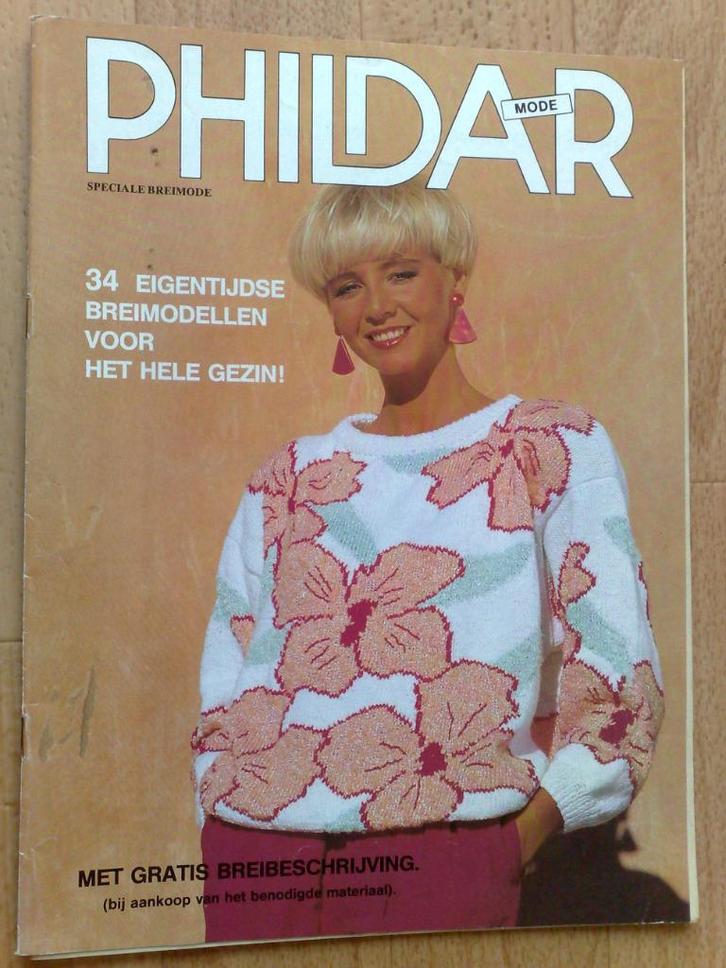 PHILDAR
MODE
SPECIALE BREIMODE
34 EIGENTIJDSE
BREIMODELLEN
VOOR
HET HELE GEZIN!
MET GRATIS BREIBESCHRIJVING.
(bij aankoop van het benodigde materiaal).